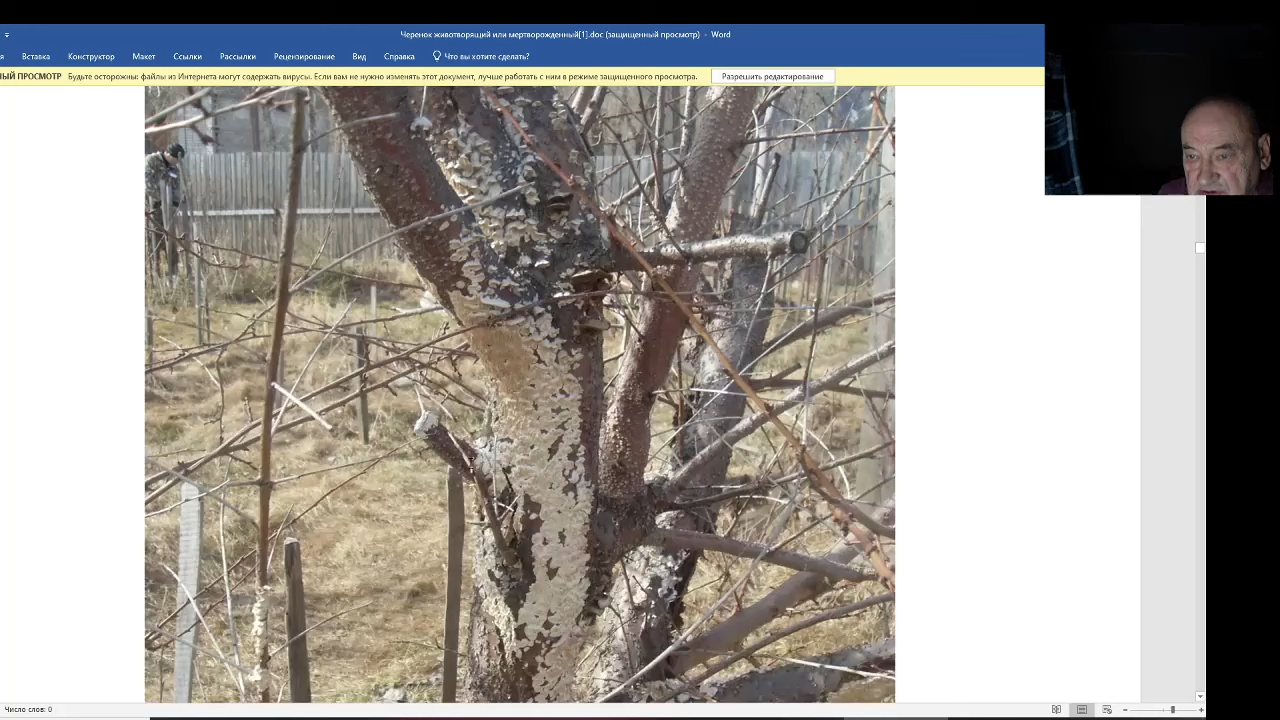 Черенок животворящий или мертворожденный[1].doc (защищенный просмотр) - Word
Вставка Конструктор Макет Ссылки Рассылки Рецензирование Вид Справка Что вы хотите сделать?
НЫЙ ПРОСМОТР Будьте осторожны: файлы из Интернета могут содержать вирусы. Если вам не нужно изменять этот документ, лучше работать с ним в режиме защищенного просмотра. Разрешить редактирование
Число слов: 0